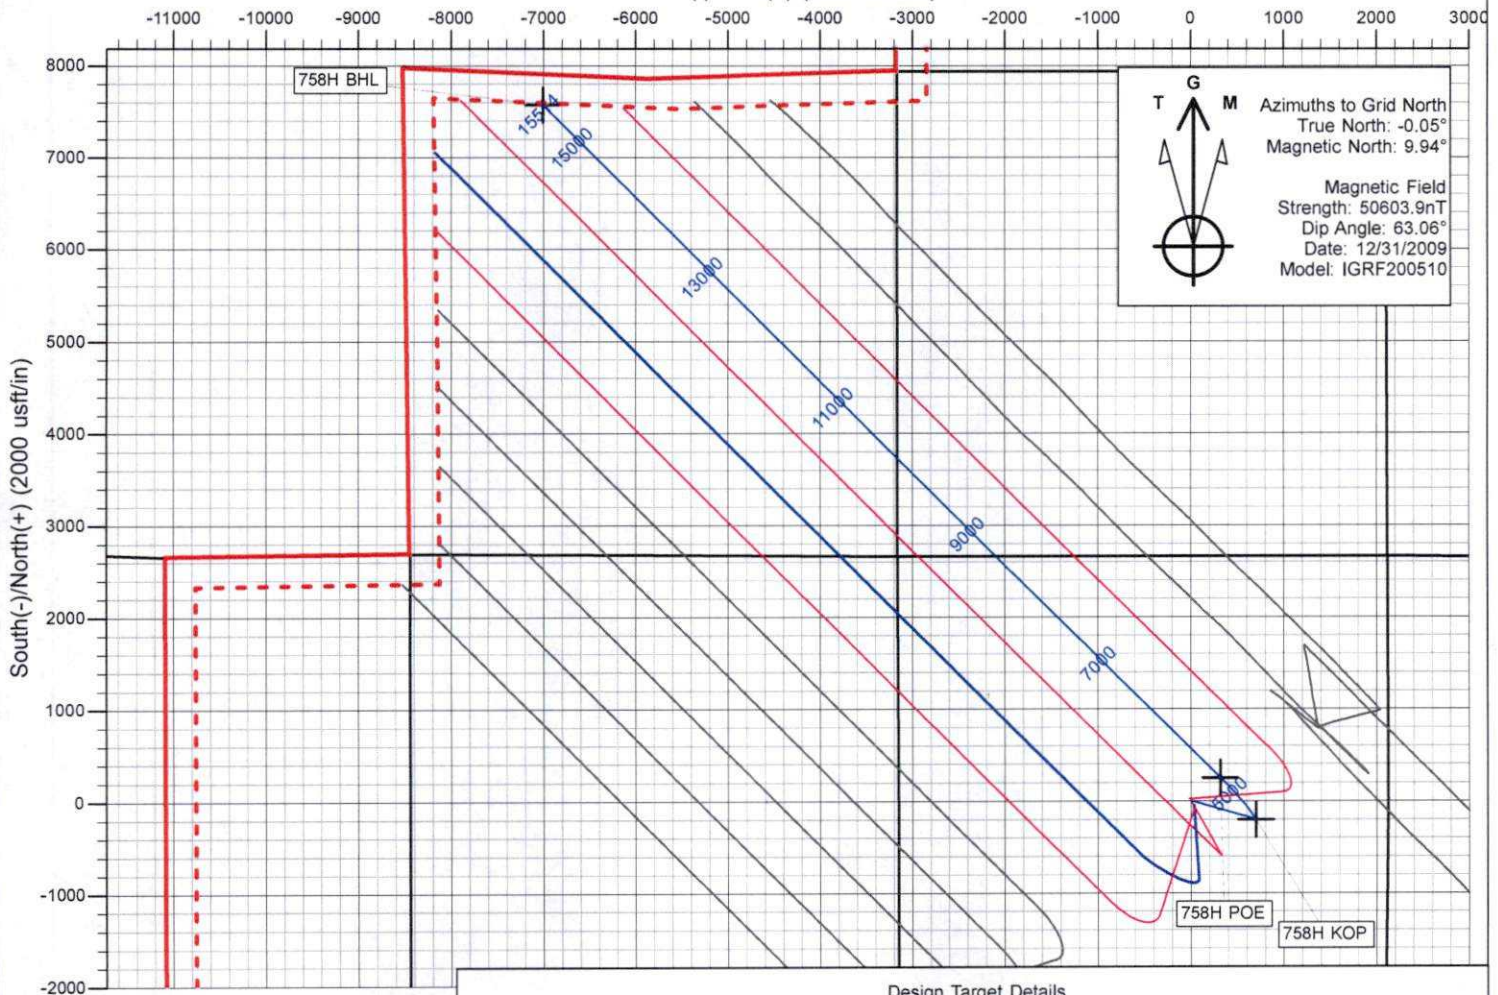 -11000 -10000 -9000 -8000 -7000 -6000 -5000 -4000 -3000 -2000 -1000 0 1000 2000 3000
8000
758H BHL
G
T M
Azimuths to Grid North
True North: -0.05°
Magnetic North: 9.94°
Magnetic Field
Strength: 50603.9nT
Dip Angle: 63.06°
Date: 12/31/2009
Model: IGRF200510
15000
7000
6000
13000
5000
11000
4000
9000
3000
South(-)/North(+) (2000 usft/in)
2000
7000
1000
6000
0
-1000
758H POE
758H KOP
-2000
Design Target Details